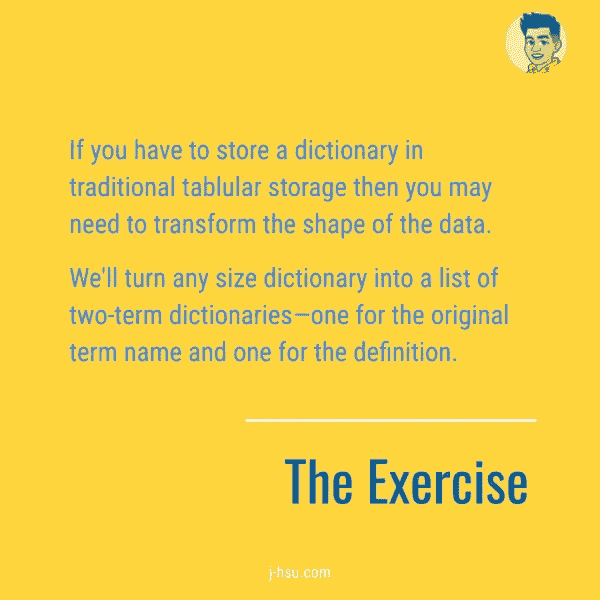 If you have to store a dictionary in
traditional tablular storage then you may
need to transform the shape of the data.
We'll turn any size dictionary into a list of
two-term dictionaries—one for the original
term name and one for the definition.
The Exercise
j-hsu.com